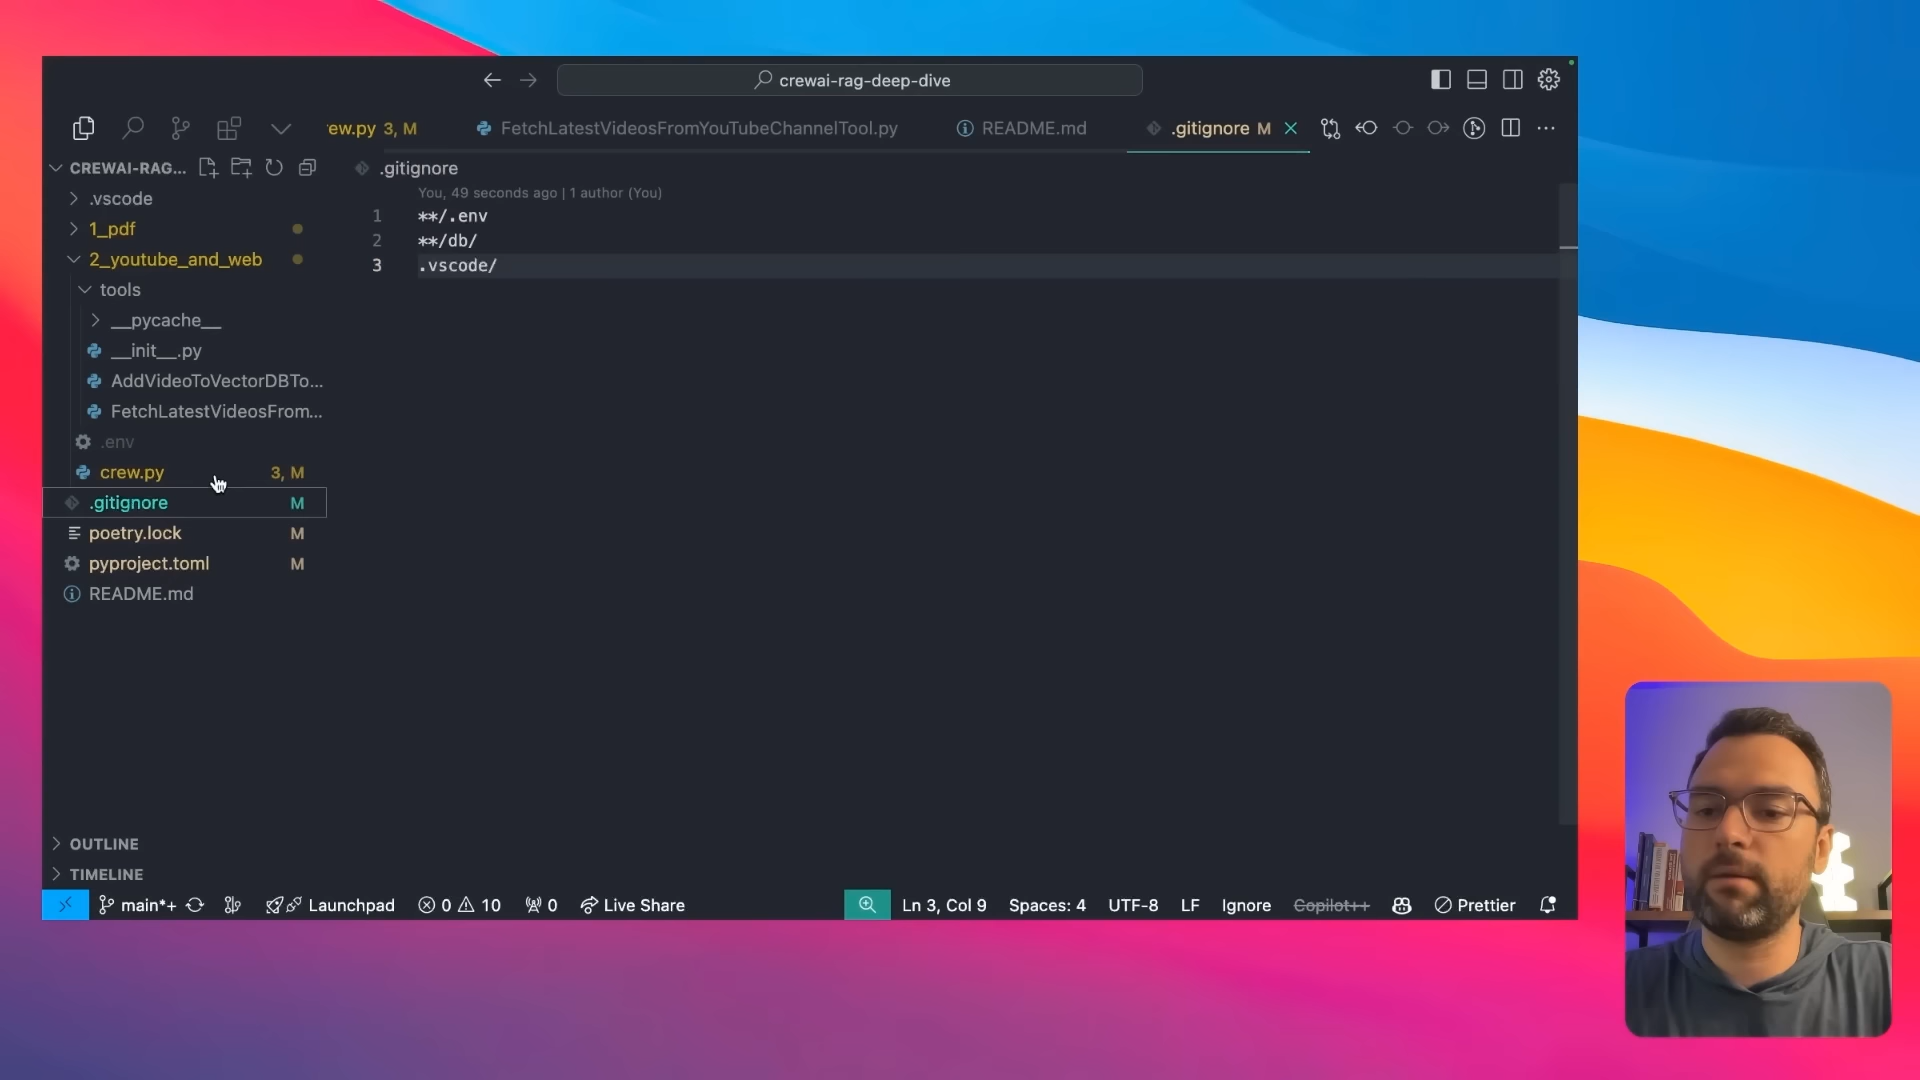 crewai-rag-deep-dive
ew.py 3, M
FetchLatestVideosFromYouTubeChannelTool.py
README.md
.gitignore M
CREWAI-RAG...
.gitignore
.vscode
You, 49 seconds ago | 1 author (You)
1 **/.env
2 **/db/
3 .vscode/
1_pdf
2_youtube_and_web
tools
__pycache__
__init__.py
AddVideoToVectorDBTo...
FetchLatestVideosFrom...
.env
crew.py 3, M
.gitignore M
poetry.lock M
pyproject.toml M
README.md
OUTLINE
TIMELINE
main*+ Launchpad 0 10 0 Live Share Ln 3, Col 9 Spaces: 4 UTF-8 LF Ignore Copilot++ Prettier